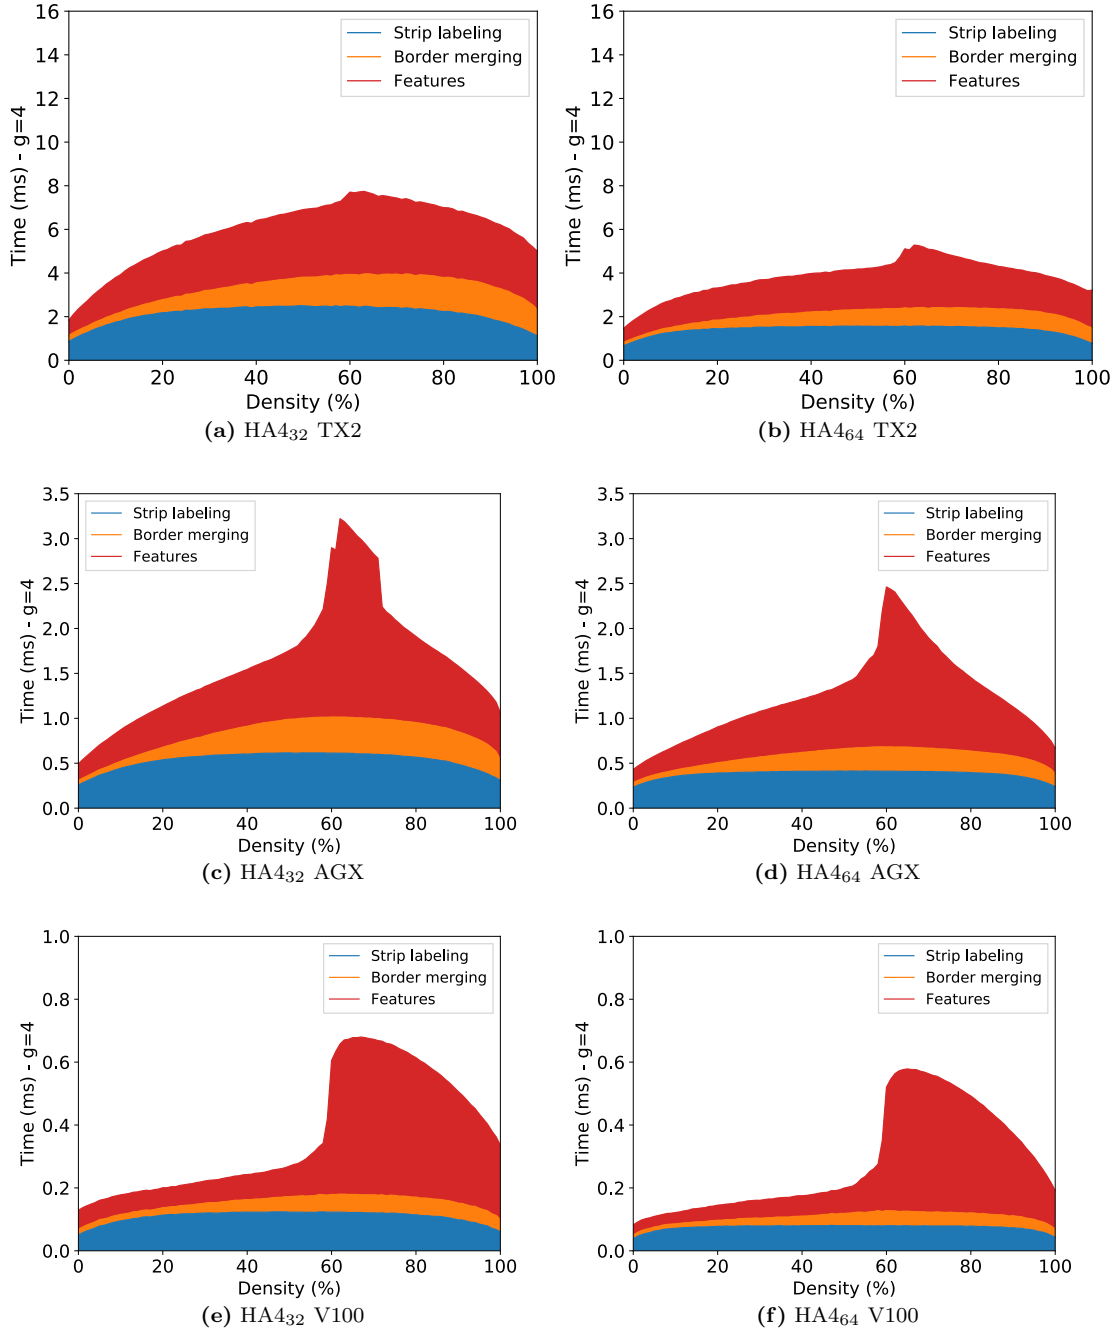 16
14
12
10
8
6
4
2
0
Time (ms) - g=4
Strip labeling
Border merging
Features
0 20 40 60 80 100
Density (%)
(a) HA4₃₂ TX2
16
14
12
10
8
6
4
2
0
Time (ms) - g=4
Strip labeling
Border merging
Features
0 20 40 60 80 100
Density (%)
(b) HA4₆₄ TX2
3.5
3.0
2.5
2.0
1.5
1.0
0.5
0.0
Time (ms) - g=4
Strip labeling
Border merging
Features
0 20 40 60 80 100
Density (%)
(c) HA4₃₂ AGX
3.5
3.0
2.5
2.0
1.5
1.0
0.5
0.0
Time (ms) - g=4
Strip labeling
Border merging
Features
0 20 40 60 80 100
Density (%)
(d) HA4₆₄ AGX
1.0
0.8
0.6
0.4
0.2
0.0
Time (ms) - g=4
Strip labeling
Border merging
Features
0 20 40 60 80 100
Density (%)
(e) HA4₃₂ V100
1.0
0.8
0.6
0.4
0.2
0.0
Time (ms) - g=4
Strip labeling
Border merging
Features
0 20 40 60 80 100
Density (%)
(f) HA4₆₄ V100